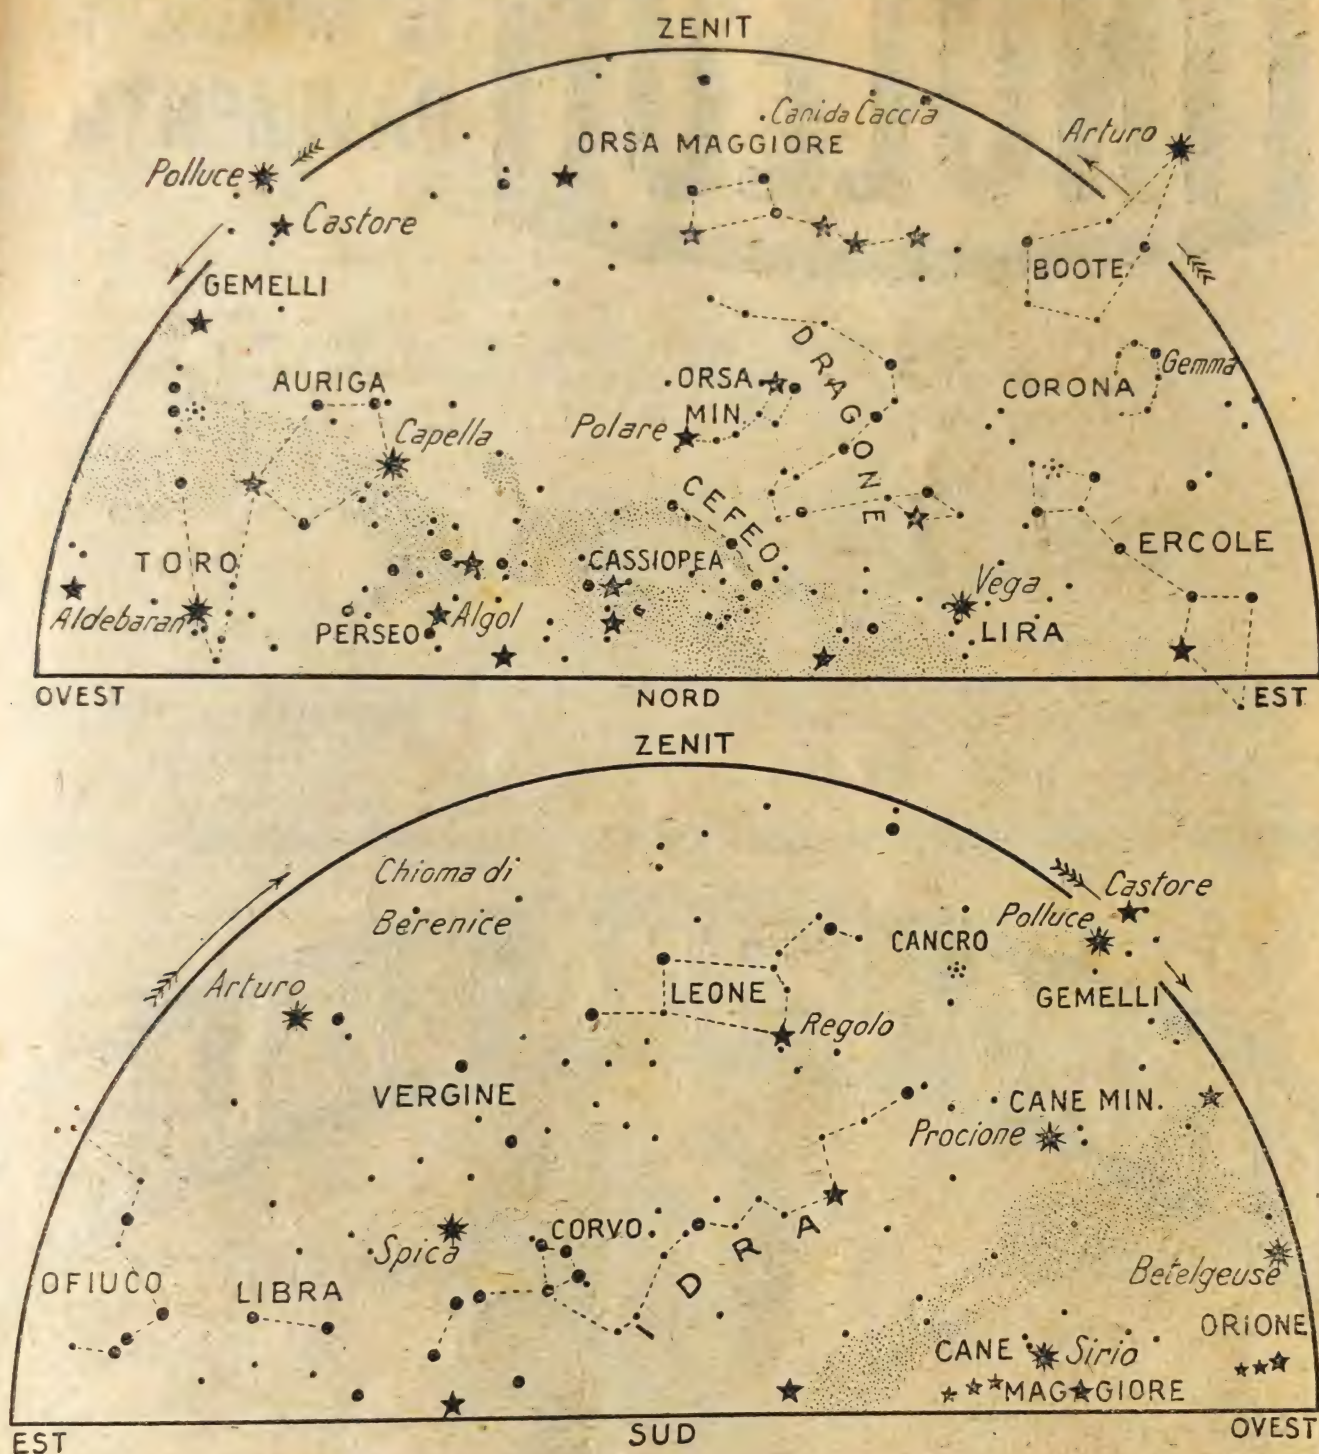 ZENIT
Cani da Caccia
ORSA MAGGIORE
Arturo
Polluce
Castore
GEMELLI
BOOTE
DRAGONE
AURIGA
ORSA
MIN.
CORONA
Gemma
Polare
Capella
CEFEO
ERCOLE
TORO
CASSIOPEA
Vega
Aldebaran
PERSEO
Algol
LIRA
OVEST
NORD
EST
ZENIT
Chioma di
Berenice
Castore
Polluce
CANCRO
Arturo
LEONE
GEMELLI
Regolo
VERGINE
CANE MIN.
Procione
CORVO
Spica
IDRA
OFIUCO
LIBRA
Betelgeuse
ORIONE
CANE
Sirio
MAGGIORE
EST
SUD
OVEST